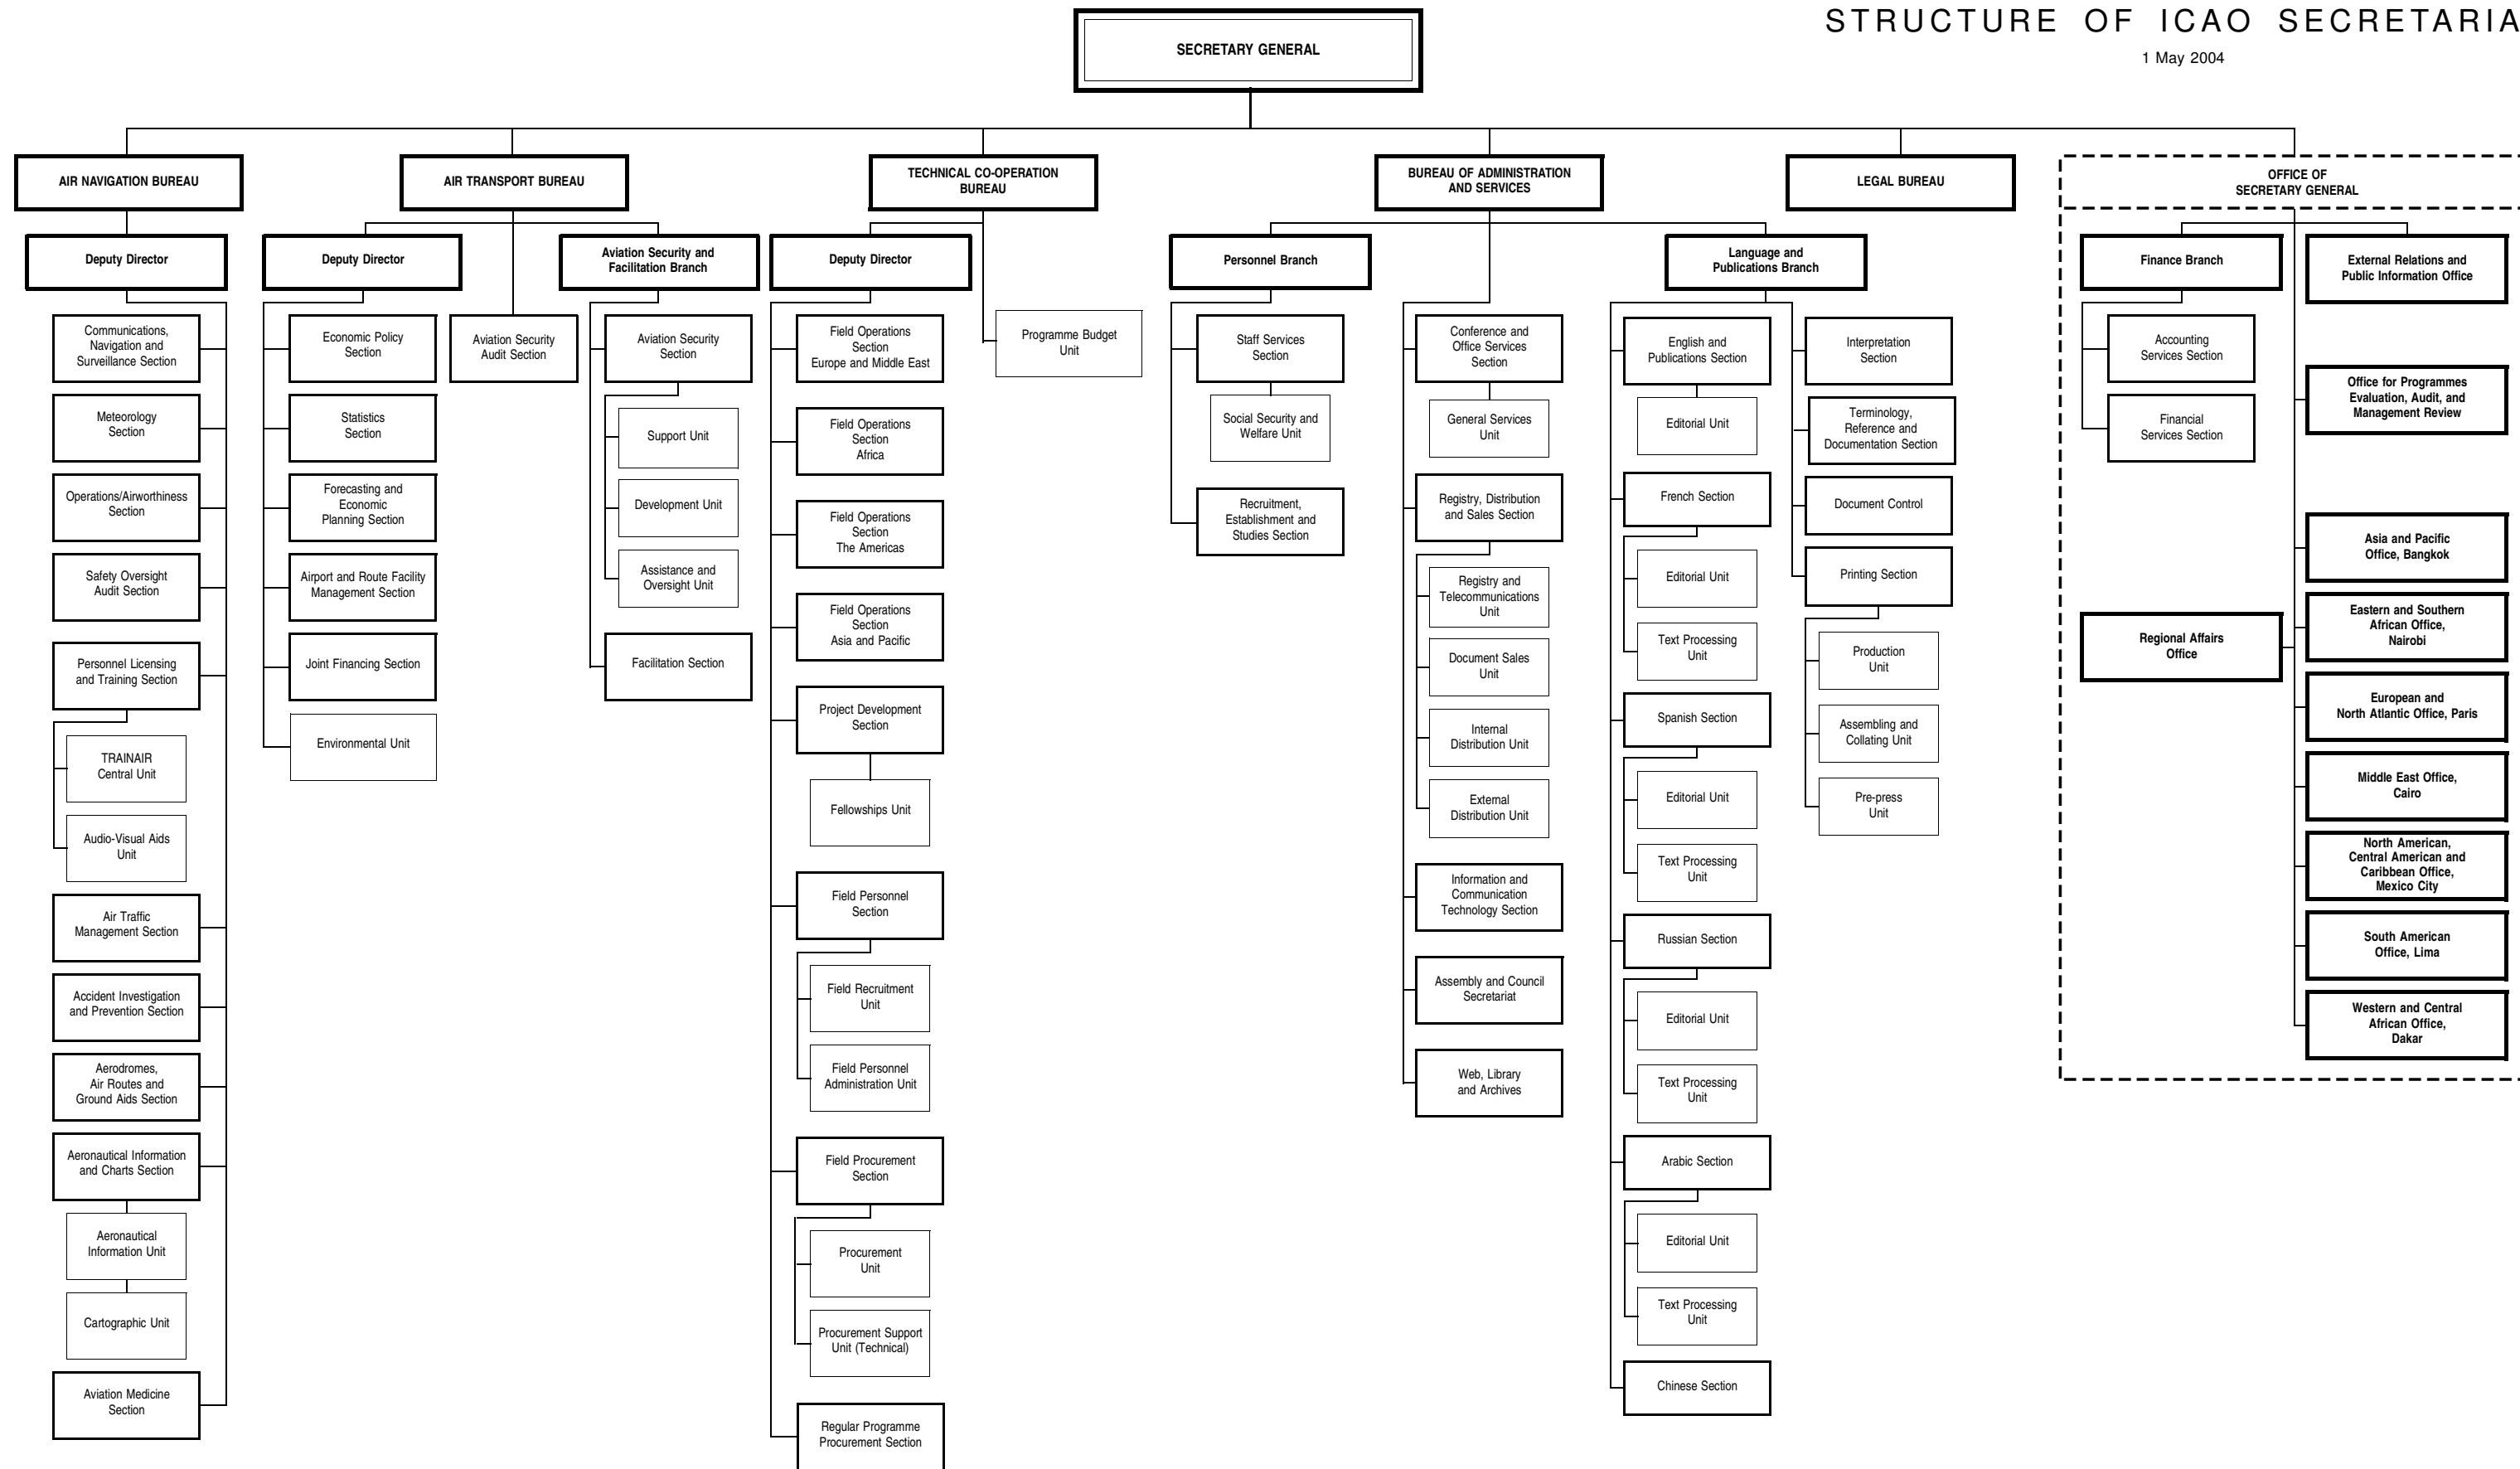 STRUCTURE OF ICAO SECRETARIA
1 May 2004
SECRETARY GENERAL
AIR NAVIGATION BUREAU
Deputy Director
Communications,
Navigation and
Surveillance Section
Meteorology
Section
Operations/Airworthiness
Section
Safety Oversight
Audit Section
Personnel Licensing
and Training Section
TRAINAIR
Central Unit
Audio-Visual Aids
Unit
Air Traffic
Management Section
Accident Investigation
and Prevention Section
Aerodromes,
Air Routes and
Ground Aids Section
Aeronautical Information
and Charts Section
Aeronautical
Information Unit
Cartographic Unit
Aviation Medicine
Section
AIR TRANSPORT BUREAU
Deputy Director
Economic Policy
Section
Statistics
Section
Forecasting and
Economic
Planning Section
Airport and Route Facility
Management Section
Joint Financing Section
Environmental Unit
Aviation Security
Audit Section
Aviation Security and
Facilitation Branch
Aviation Security
Section
Support Unit
Development Unit
Assistance and
Oversight Unit
Facilitation Section
TECHNICAL CO-OPERATION
BUREAU
Deputy Director
Field Operations
Section
Europe and Middle East
Field Operations
Section
Africa
Field Operations
Section
The Americas
Field Operations
Section
Asia and Pacific
Project Development
Section
Fellowships Unit
Field Personnel
Section
Field Recruitment
Unit
Field Personnel
Administration Unit
Field Procurement
Section
Procurement
Unit
Procurement Support
Unit (Technical)
Regular Programme
Procurement Section
Programme Budget
Unit
BUREAU OF ADMINISTRATION
AND SERVICES
Personnel Branch
Staff Services
Section
Social Security and
Welfare Unit
Recruitment,
Establishment and
Studies Section
Conference and
Office Services
Section
General Services
Unit
Registry, Distribution
and Sales Section
Registry and
Telecommunications
Unit
Document Sales
Unit
Internal
Distribution Unit
External
Distribution Unit
Information and
Communication
Technology Section
Assembly and Council
Secretariat
Web, Library
and Archives
Language and
Publications Branch
English and
Publications Section
Editorial Unit
French Section
Editorial Unit
Text Processing
Unit
Spanish Section
Editorial Unit
Text Processing
Unit
Russian Section
Editorial Unit
Text Processing
Unit
Arabic Section
Editorial Unit
Text Processing
Unit
Chinese Section
Interpretation
Section
Terminology,
Reference and
Documentation Section
Document Control
Printing Section
Production
Unit
Assembling and
Collating Unit
Pre-press
Unit
LEGAL BUREAU
OFFICE OF
SECRETARY GENERAL
Finance Branch
Accounting
Services Section
Financial
Services Section
Regional Affairs
Office
External Relations and
Public Information Office
Office for Programmes
Evaluation, Audit, and
Management Review
Asia and Pacific
Office, Bangkok
Eastern and Southern
African Office,
Nairobi
European and
North Atlantic Office, Paris
Middle East Office,
Cairo
North American,
Central American and
Caribbean Office,
Mexico City
South American
Office, Lima
Western and Central
African Office,
Dakar